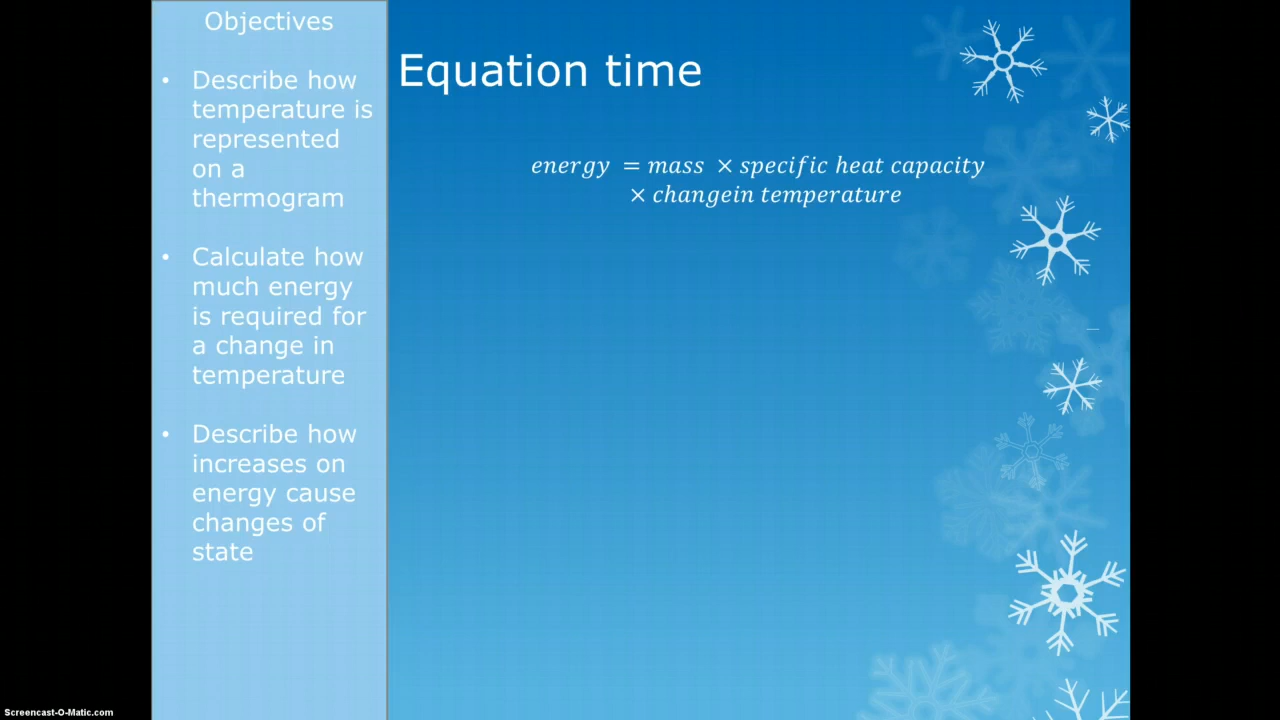 Objectives
• Describe how
temperature is
represented
on a
thermogram
• Calculate how
much energy
is required for
a change in
temperature
• Describe how
increases on
energy cause
changes of
state
Equation time
energy = mass × specific heat capacity
× changein temperature
Screencast-O-Matic.com